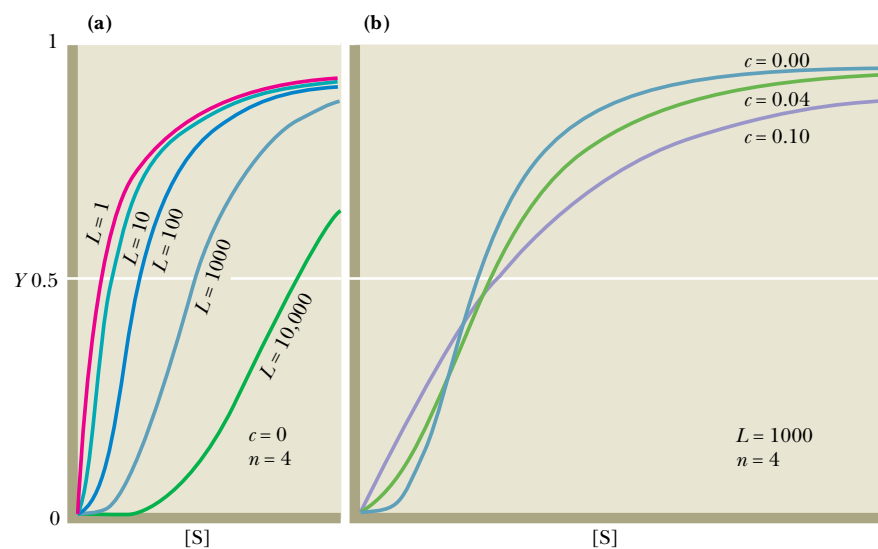 (a)
(b)
1
Y 0.5
0
L = 1
L = 10
L = 100
L = 1000
L = 10,000
c = 0
n = 4
[S]
c = 0.00
c = 0.04
c = 0.10
L = 1000
n = 4
[S]